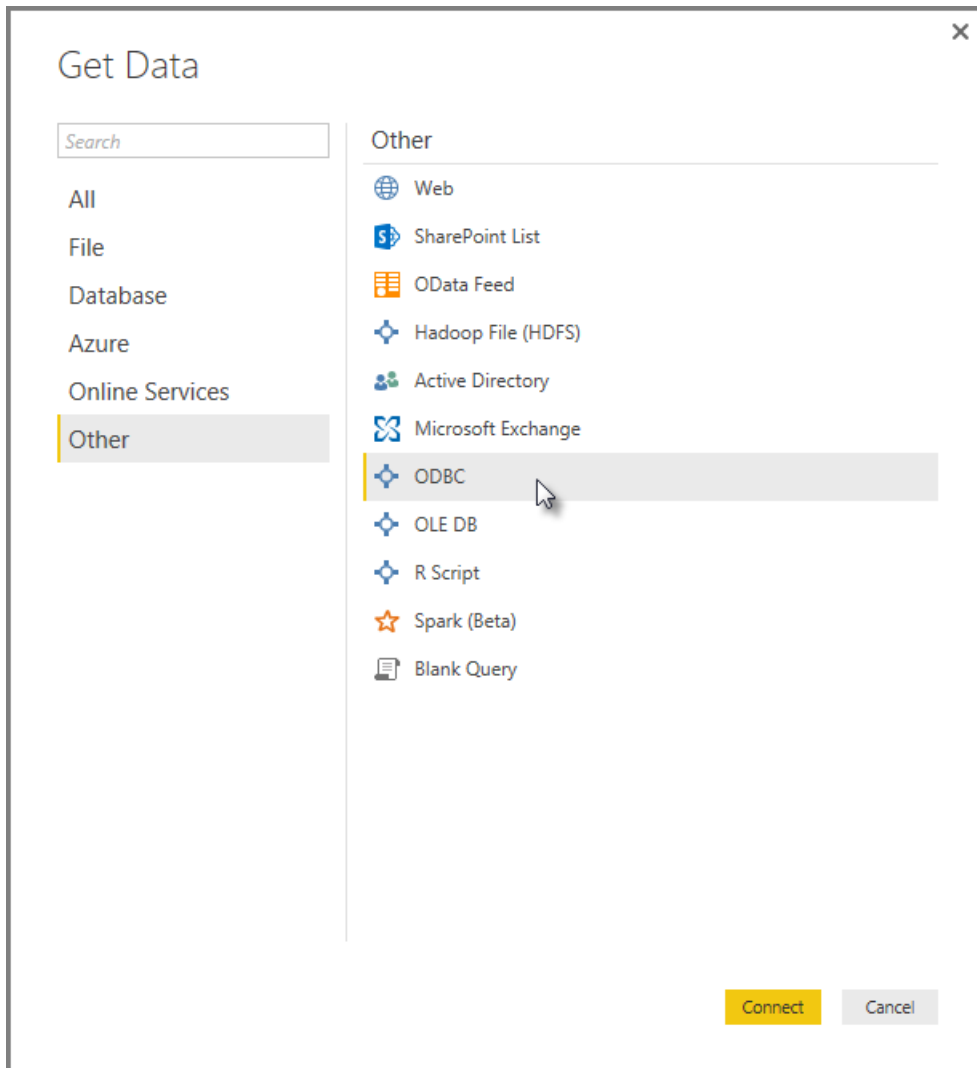 Get Data
Search
All
File
Database
Azure
Online Services
Other
Other
Web
SharePoint List
OData Feed
Hadoop File (HDFS)
Active Directory
Microsoft Exchange
ODBC
OLE DB
R Script
Spark (Beta)
Blank Query
Connect
Cancel